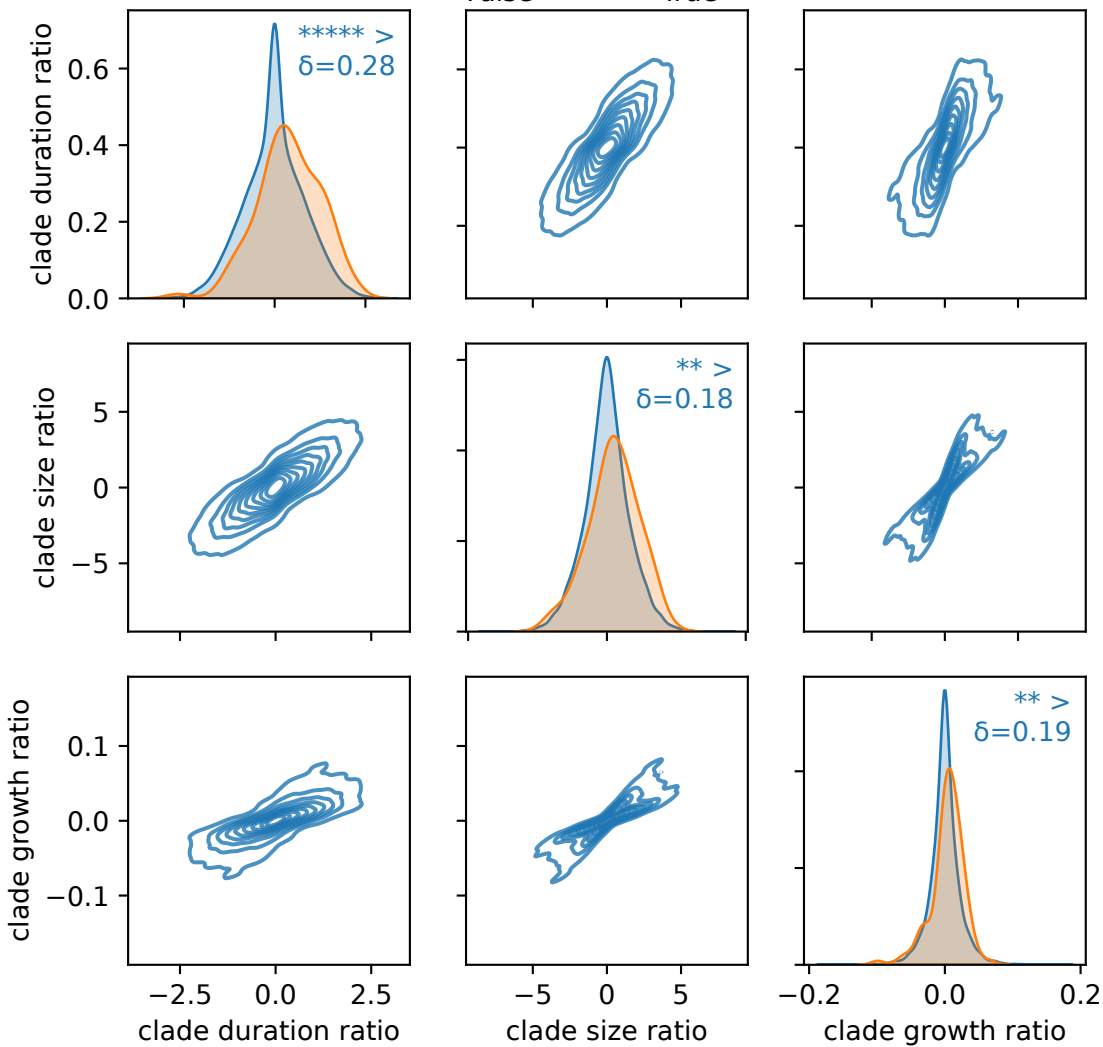 clade duration ratio
0.6
0.4
0.2
0.0
***** >
δ=0.28
clade size ratio
5
0
−5
** >
δ=0.18
clade growth ratio
0.1
0.0
−0.1
** >
δ=0.19
−2.5 0.0 2.5
−5 0 5
−0.2 0.0 0.2
clade duration ratio
clade size ratio
clade growth ratio